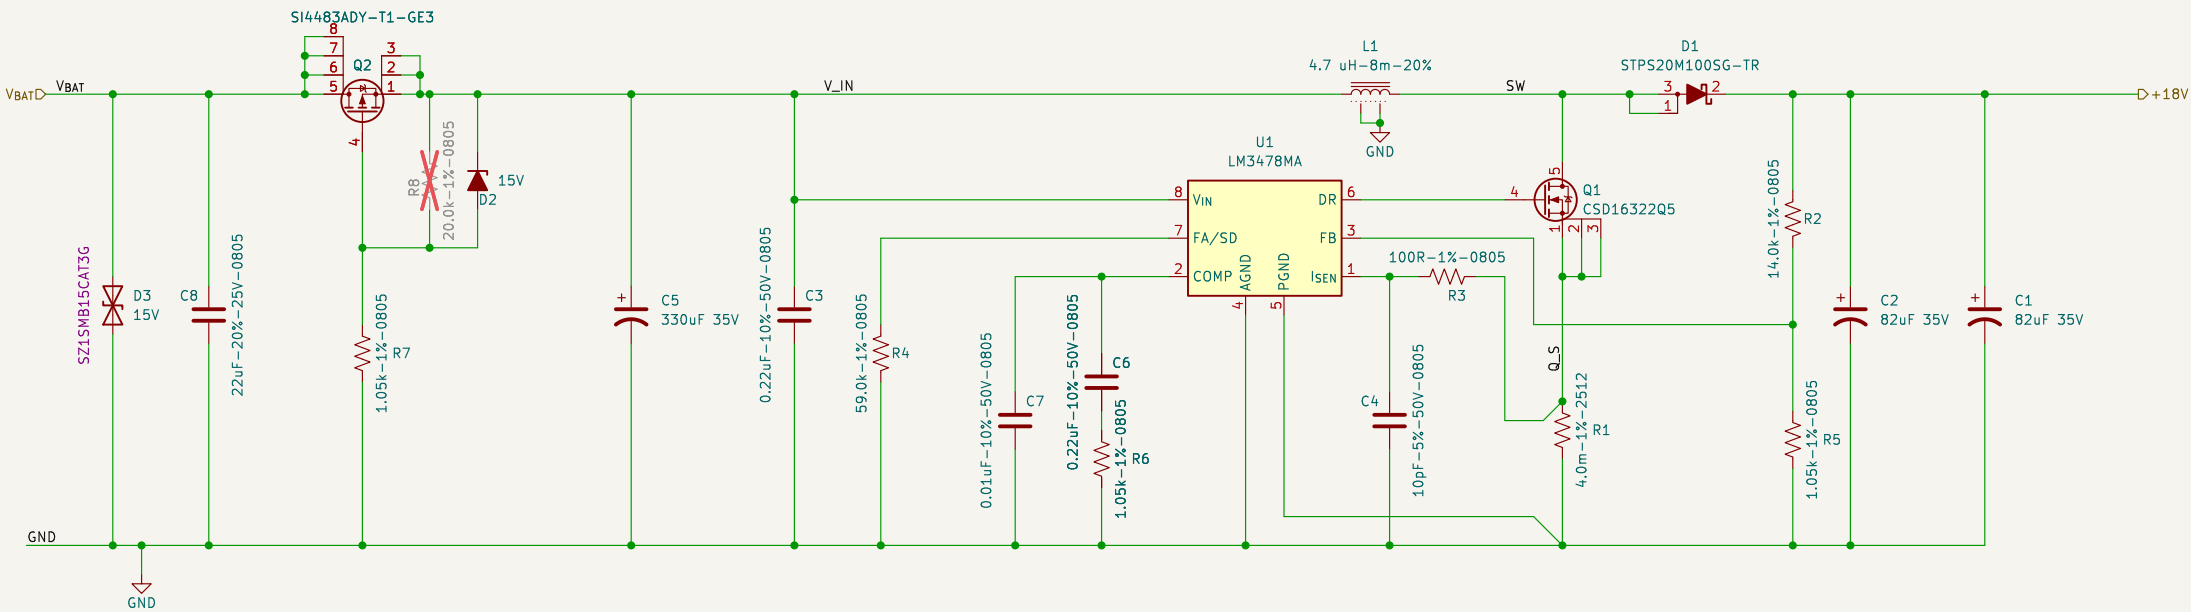 SI4483ADY-T1-GE3
8
7
6
5
3
2
1
Q2
4
VBAT
VBAT
V_IN
L1
4.7 uH-8m-20%
GND
SW
D1
STPS20M100SG-TR
3
1
2
+18V
R8
20.0k-1%-0805
15V
D2
U1
LM3478MA
8
VIN
DR
6
7
FA/SD
FB
3
2
COMP
AGND
PGND
ISEN
1
4
5
5
4
Q1
CSD16322Q5
1
2
3
14.0k-1%-0805
R2
100R-1%-0805
R3
SZ1SMB15CAT3G
D3
15V
C8
22uF-20%-25V-0805
1.05k-1%-0805
R7
+
C5
330uF 35V
0.22uF-10%-50V-0805
C3
59.0k-1%-0805
R4
0.01uF-10%-50V-0805
C7
0.22uF-10%-50V-0805
C6
1.05k-1%-0805
R6
C4
10pF-5%-50V-0805
Q_S
4.0m-1%-2512
R1
1.05k-1%-0805
R5
+
C2
82uF 35V
+
C1
82uF 35V
GND
GND